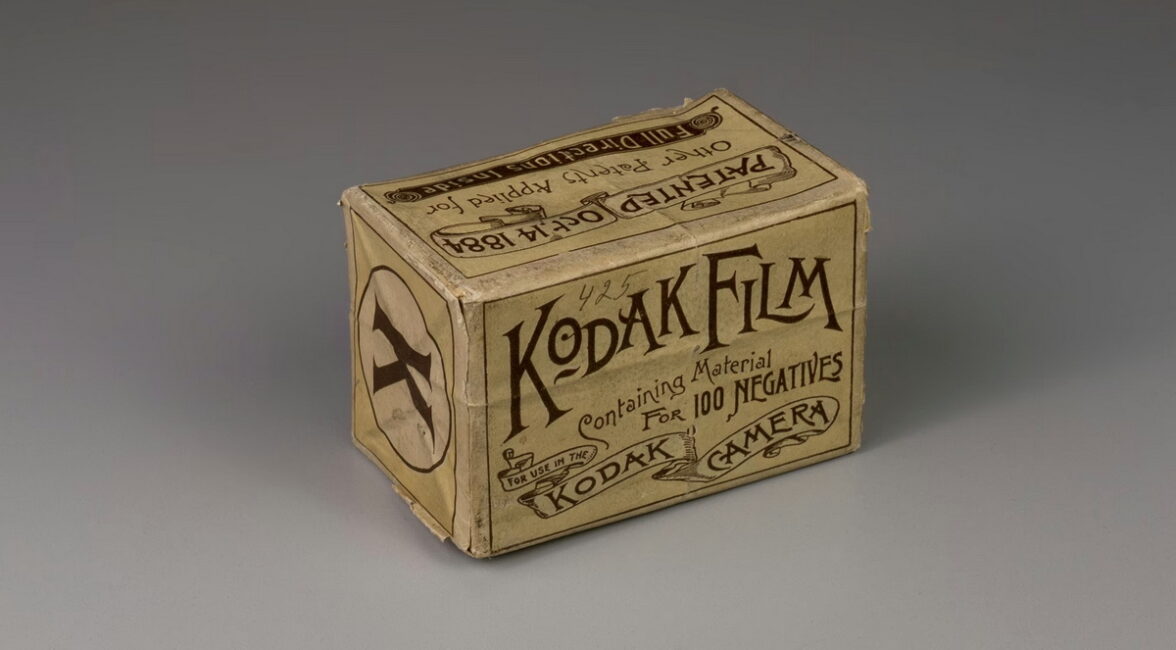 Full Directions Inside
Other Patents Applied for
PATENTED Oct. 14 1884
K
425
KODAK FILM
Containing Material
FOR 100 NEGATIVES
FOR USE IN THE
KODAK CAMERA